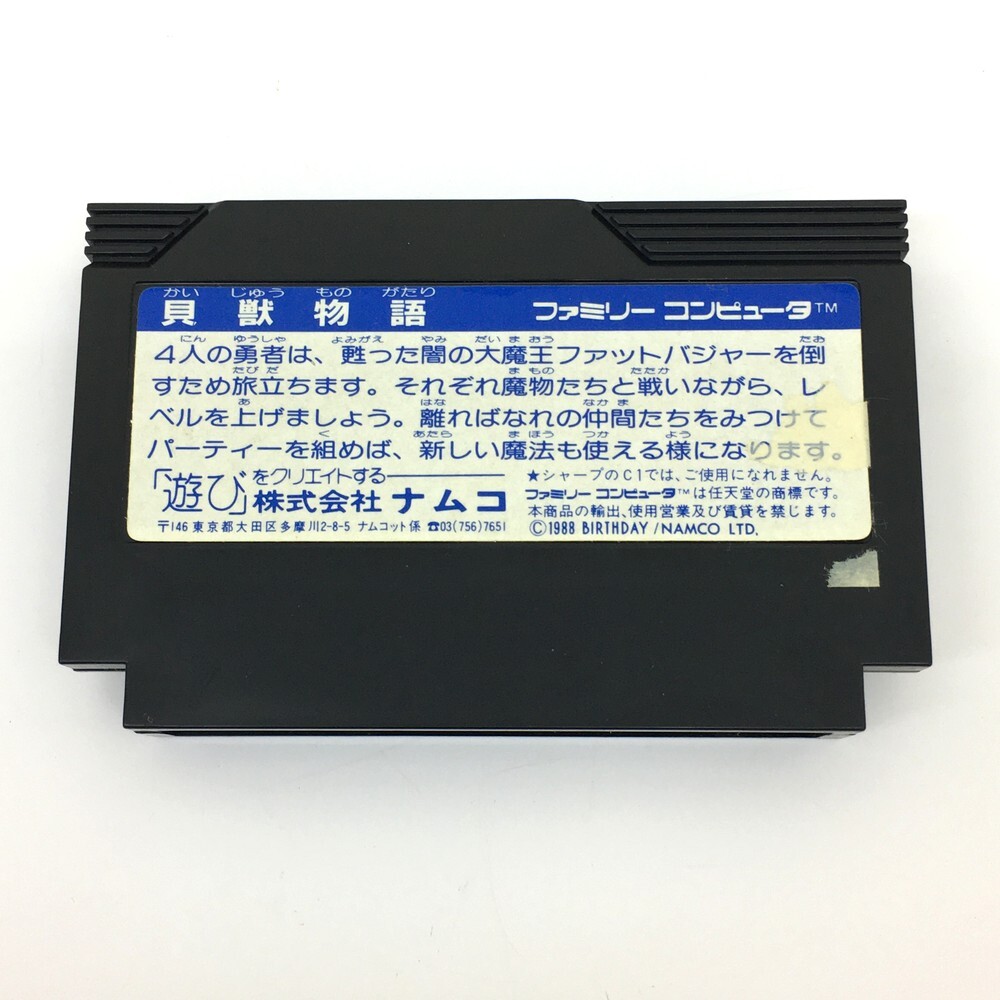 かい じゅう もの がたり
貝獣物語 ファミリー コンピュータ™
にん ゆうしゃ よみがえ やみ だい ま おう たお
4人の勇者は、甦った闇の大魔王ファットバジャーを倒
たび だ ま もの たたか
すため旅立ちます。それぞれ魔物たちと戦いながら、レ
あ はな なか ま
ベルを上げましょう。離ればなれの仲間たちをみつけて
く あたら ま ほう つか よう
パーティーを組めば、新しい魔法も使える様になります。
「遊び」をクリエイトする
株式会社 ナムコ
〒146 東京都大田区多摩川2-8-5 ナムコット係 ☎03(756)7651
★シャープのC1では、ご使用になれません。
ファミリー コンピュータ™は任天堂の商標です。
本商品の輸出、使用営業及び賃貸を禁じます。
©1988 BIRTHDAY/NAMCO LTD.